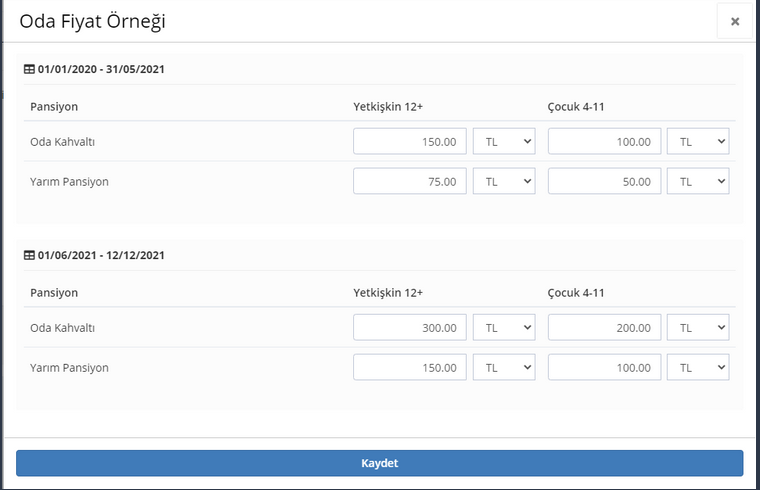 Oda Fiyat Örneği
01/01/2020 - 31/05/2021
Pansiyon Yetkişkin 12+ Çocuk 4-11
Oda Kahvaltı 150.00 TL 100.00 TL
Yarım Pansiyon 75.00 TL 50.00 TL
01/06/2021 - 12/12/2021
Pansiyon Yetkişkin 12+ Çocuk 4-11
Oda Kahvaltı 300.00 TL 200.00 TL
Yarım Pansiyon 150.00 TL 100.00 TL
Kaydet